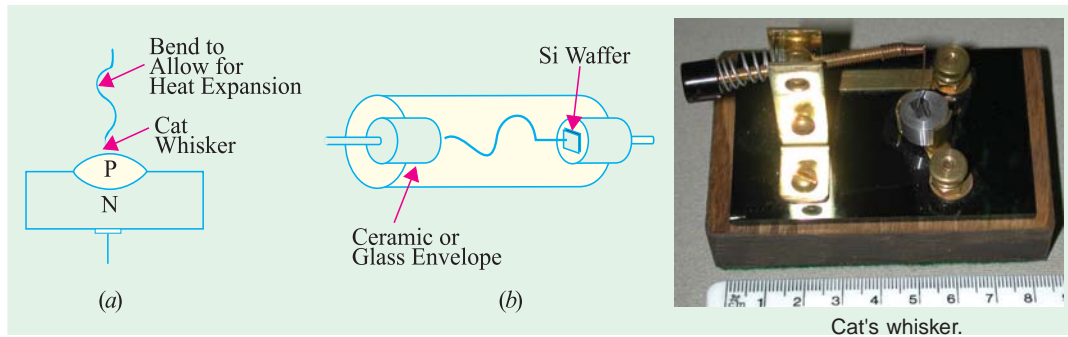 Bend to
Allow for
Heat Expansion
Cat
Whisker
P
N
(a)
Si Waffer
Ceramic or
Glass Envelope
(b)
cm 1 2 3 4 5 6 7 8 9
Cat's whisker.